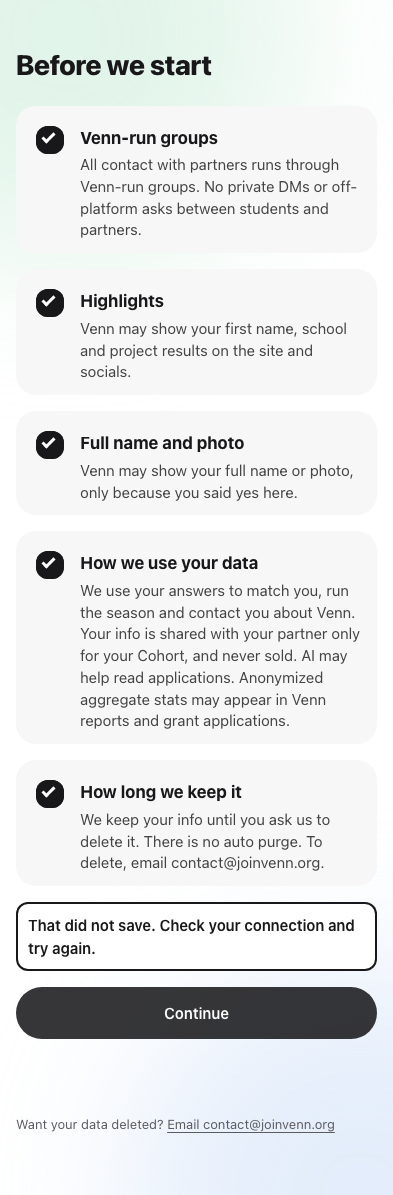 Before we start
Venn-run groups
All contact with partners runs through
Venn-run groups. No private DMs or off-
platform asks between students and
partners.
Highlights
Venn may show your first name, school
and project results on the site and
socials.
Full name and photo
Venn may show your full name or photo,
only because you said yes here.
How we use your data
We use your answers to match you, run
the season and contact you about Venn.
Your info is shared with your partner only
for your Cohort, and never sold. AI may
help read applications. Anonymized
aggregate stats may appear in Venn
reports and grant applications.
How long we keep it
We keep your info until you ask us to
delete it. There is no auto purge. To
delete, email contact@joinvenn.org.
That did not save. Check your connection and
try again.
Continue
Want your data deleted? Email contact@joinvenn.org